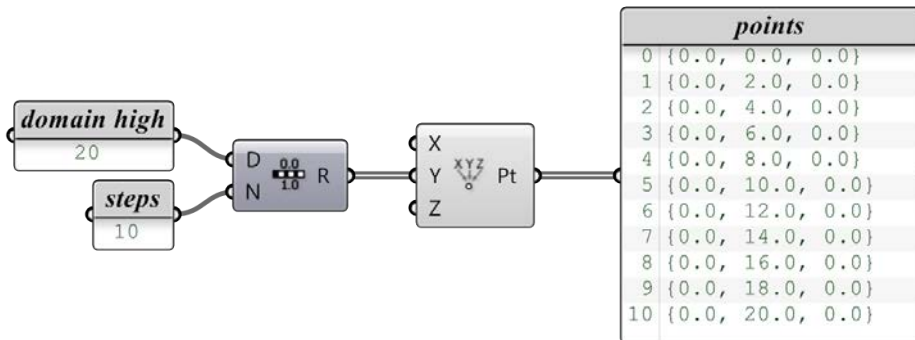 domain high
20
steps
10
D
N
0.0
1.0
R
X
Y
Z
X Y Z
Pt
points
0 {0.0, 0.0, 0.0}
1 {0.0, 2.0, 0.0}
2 {0.0, 4.0, 0.0}
3 {0.0, 6.0, 0.0}
4 {0.0, 8.0, 0.0}
5 {0.0, 10.0, 0.0}
6 {0.0, 12.0, 0.0}
7 {0.0, 14.0, 0.0}
8 {0.0, 16.0, 0.0}
9 {0.0, 18.0, 0.0}
10 {0.0, 20.0, 0.0}